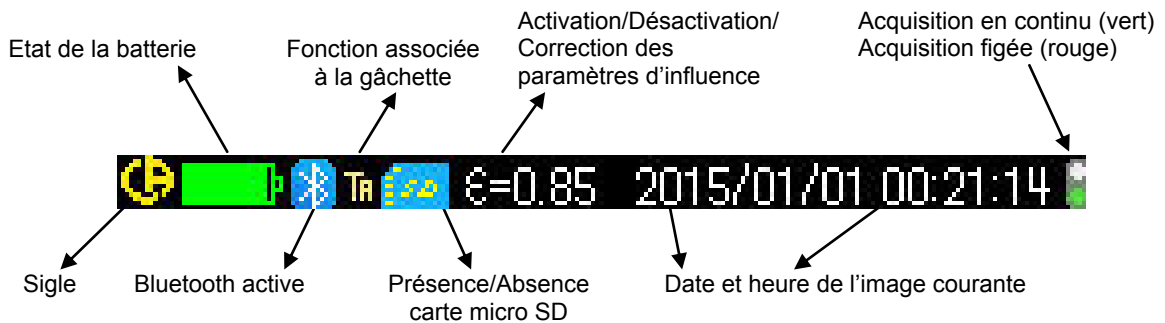 Activation/Désactivation/
Correction des
paramètres d’influence
Acquisition en continu (vert)
Acquisition figée (rouge)
Etat de la batterie
Fonction associée
à la gâchette
TA SD Ɛ=0.85 2015/01/01 00:21:14
Sigle
Bluetooth active
Présence/Absence
carte micro SD
Date et heure de l’image courante